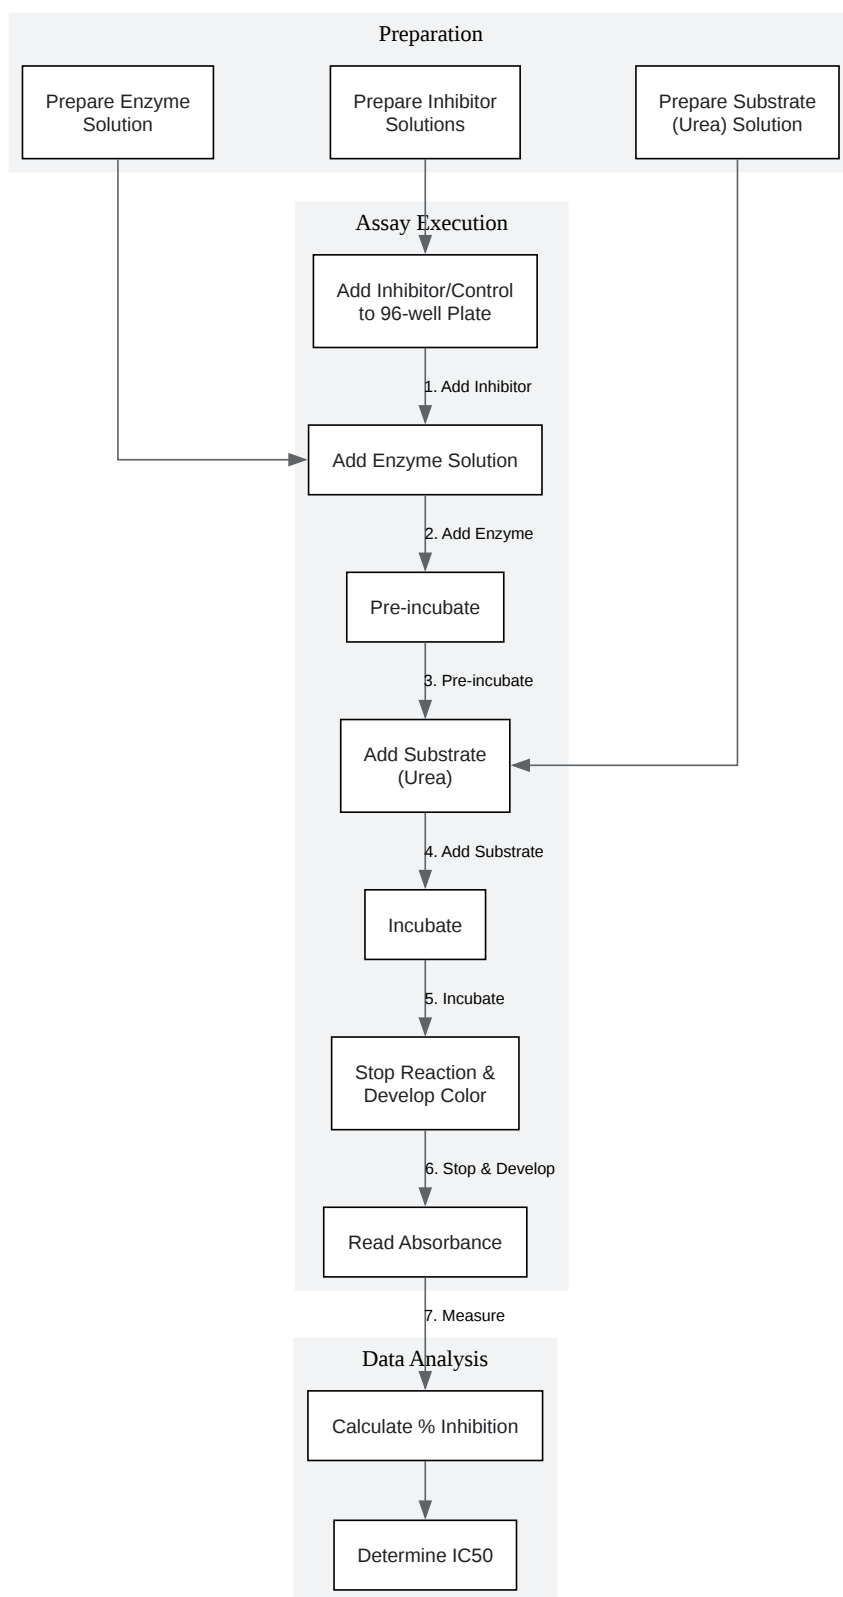 Preparation
Prepare Enzyme
Solution
Prepare Inhibitor
Solutions
Prepare Substrate
(Urea) Solution
Assay Execution
Add Inhibitor/Control
to 96-well Plate
1. Add Inhibitor
Add Enzyme Solution
2. Add Enzyme
Pre-incubate
3. Pre-incubate
Add Substrate
(Urea)
4. Add Substrate
Incubate
5. Incubate
Stop Reaction &
Develop Color
6. Stop & Develop
Read Absorbance
7. Measure
Data Analysis
Calculate % Inhibition
Determine IC50